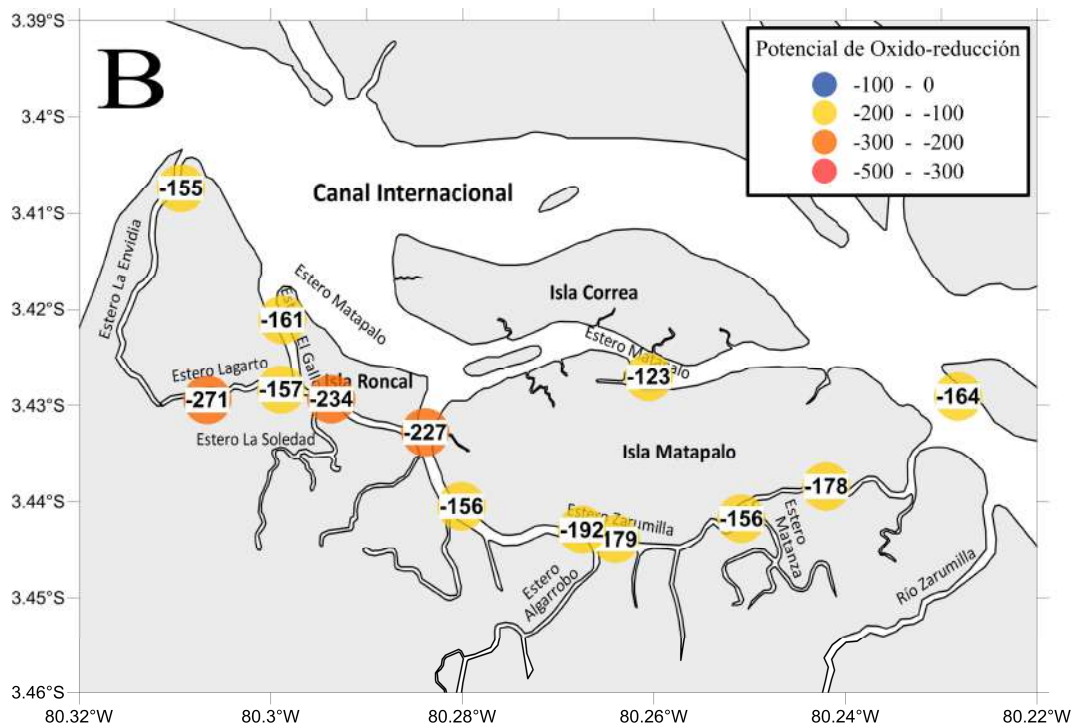 3.39°S
B
Potencial de Oxido-reducción
-100 - 0
-200 - -100
-300 - -200
-500 - -300
3.4°S
-155
Canal Internacional
3.41°S
Estero La Envidia
Estero Matapalo
Isla Correa
3.42°S
-161
El Gallo
Estero Matapalo
Estero Lagarto
-123
Isla Roncal
-157
-271
-234
-164
3.43°S
-227
Estero La Soledad
Isla Matapalo
-178
3.44°S
-156
Estero Zarumilla
-156
-192
179
Estero
Matanza
Estero
Algarrobo
Río Zarumilla
3.45°S
3.46°S
80.32°W
80.3°W
80.28°W
80.26°W
80.24°W
80.22°W